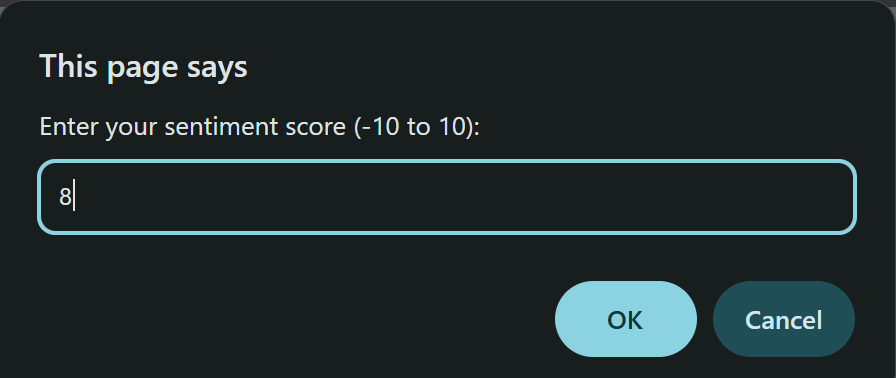 This page says
Enter your sentiment score (-10 to 10):
8
OK
Cancel